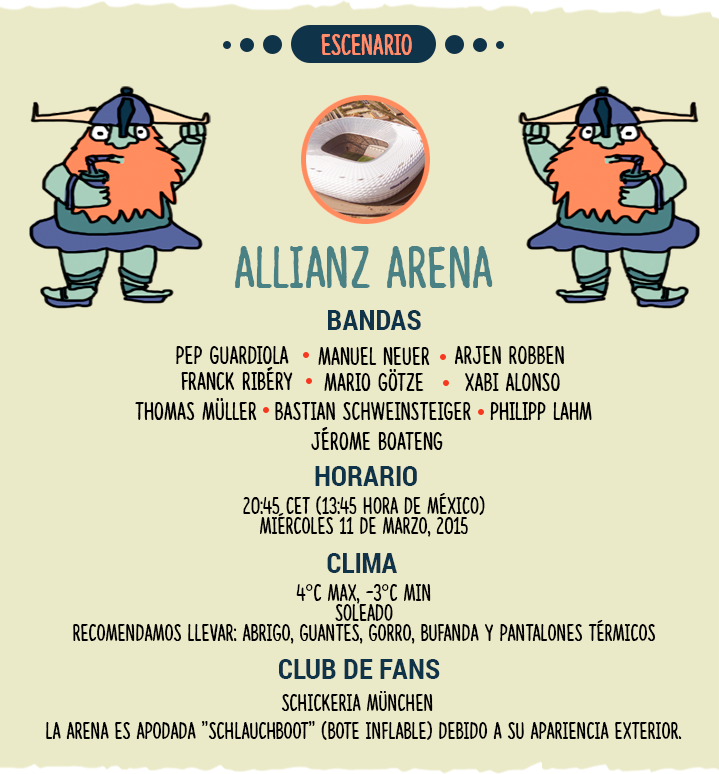 ESCENARIO
ALLIANZ ARENA
BANDAS
PEP GUARDIOLA • MANUEL NEUER • ARJEN ROBBEN
FRANCK RIBÉRY • MARIO GÖTZE • XABI ALONSO
THOMAS MÜLLER • BASTIAN SCHWEINSTEIGER • PHILIPP LAHM
JÉROME BOATENG
HORARIO
20:45 CET (13:45 HORA DE MÉXICO)
MIÉRCOLES 11 DE MARZO, 2015
CLIMA
4°C MAX, -3°C MIN
SOLEADO
RECOMENDAMOS LLEVAR: ABRIGO, GUANTES, GORRO, BUFANDA Y PANTALONES TÉRMICOS
CLUB DE FANS
SCHICKERIA MÜNCHEN
LA ARENA ES APODADA "SCHLAUCHBOOT" (BOTE INFLABLE) DEBIDO A SU APARIENCIA EXTERIOR.